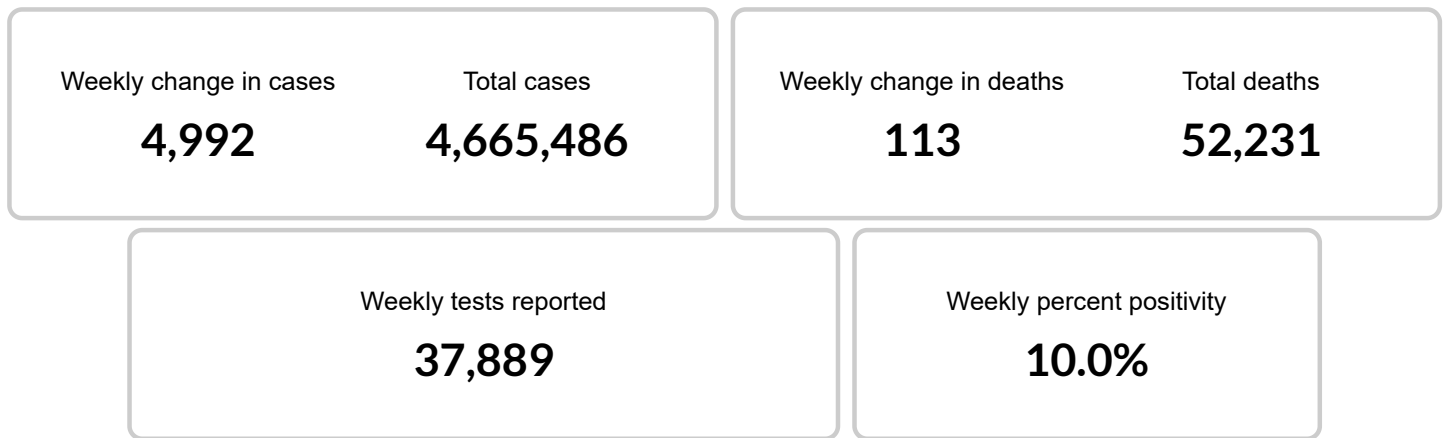 Weekly change in cases
4,992
Total cases
4,665,486
Weekly change in deaths
113
Total deaths
52,231
Weekly tests reported
37,889
Weekly percent positivity
10.0%